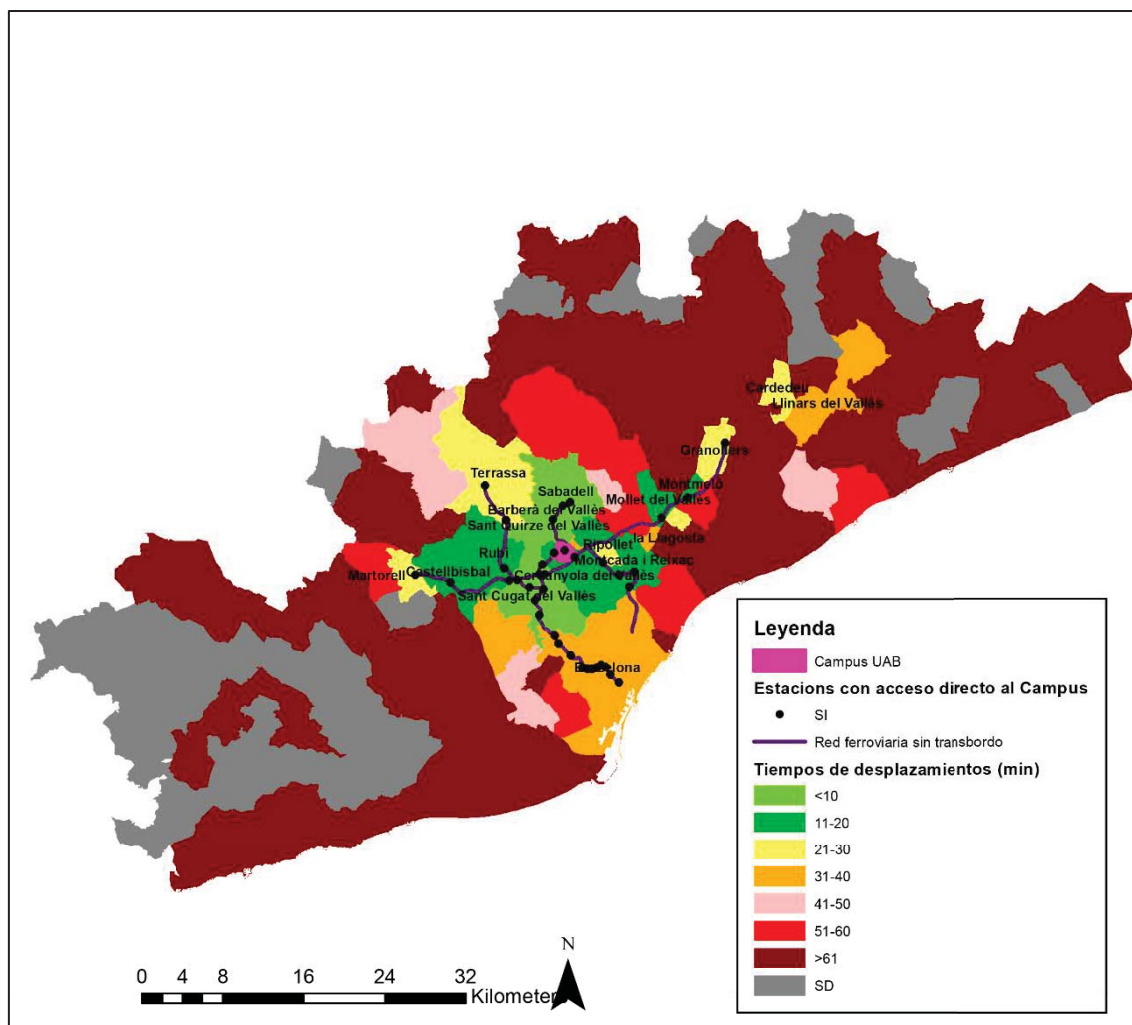 Cardedeu
Llinars del Vallès
Granollers
Montmeló
Mollet del Vallès
Terrassa
Sabadell
Barberà del Vallès
Sant Quirze del Vallès
la Llagosta
Ripollet
Rubí
Montcada i Reixac
Castellbisbal
Martorell
Cerdanyola del Vallès
Sant Cugat del Vallès
Barcelona
Leyenda
Campus UAB
Estacions con acceso directo al Campus
SI
Red ferroviaria sin transbordo
Tiempos de desplazamientos (min)
<10
11-20
21-30
31-40
41-50
51-60
>61
SD
N
0 4 8 16 24 32
Kilometers